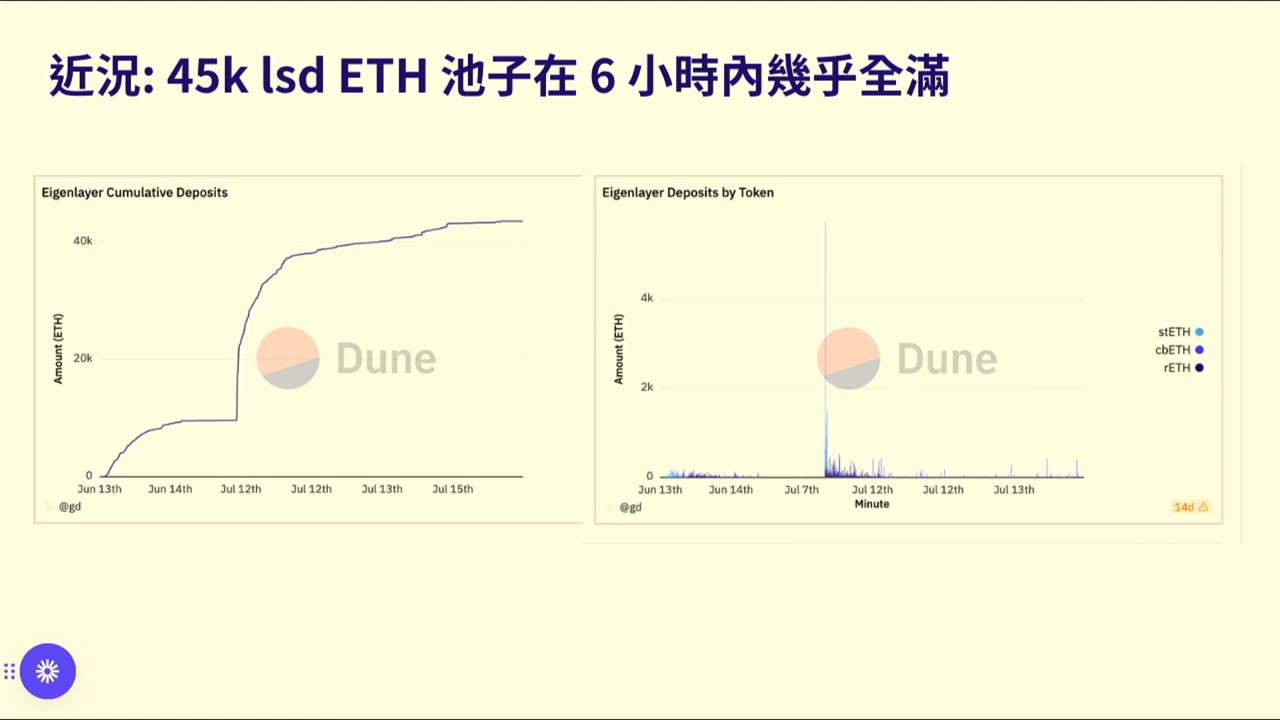 近況: 45k lsd ETH 池子在 6 小時內幾乎全滿
Eigenlayer Cumulative Deposits
40k
20k
0
Amount (ETH)
Dune
Jun 13th Jun 14th Jul 12th Jul 12th Jul 13th Jul 15th
@gd
Eigenlayer Deposits by Token
4k
2k
0
Amount (ETH)
Dune
stETH
cbETH
rETH
Jun 13th Jun 14th Jul 7th Jul 12th Jul 12th Jul 13th
Minute
@gd
14d